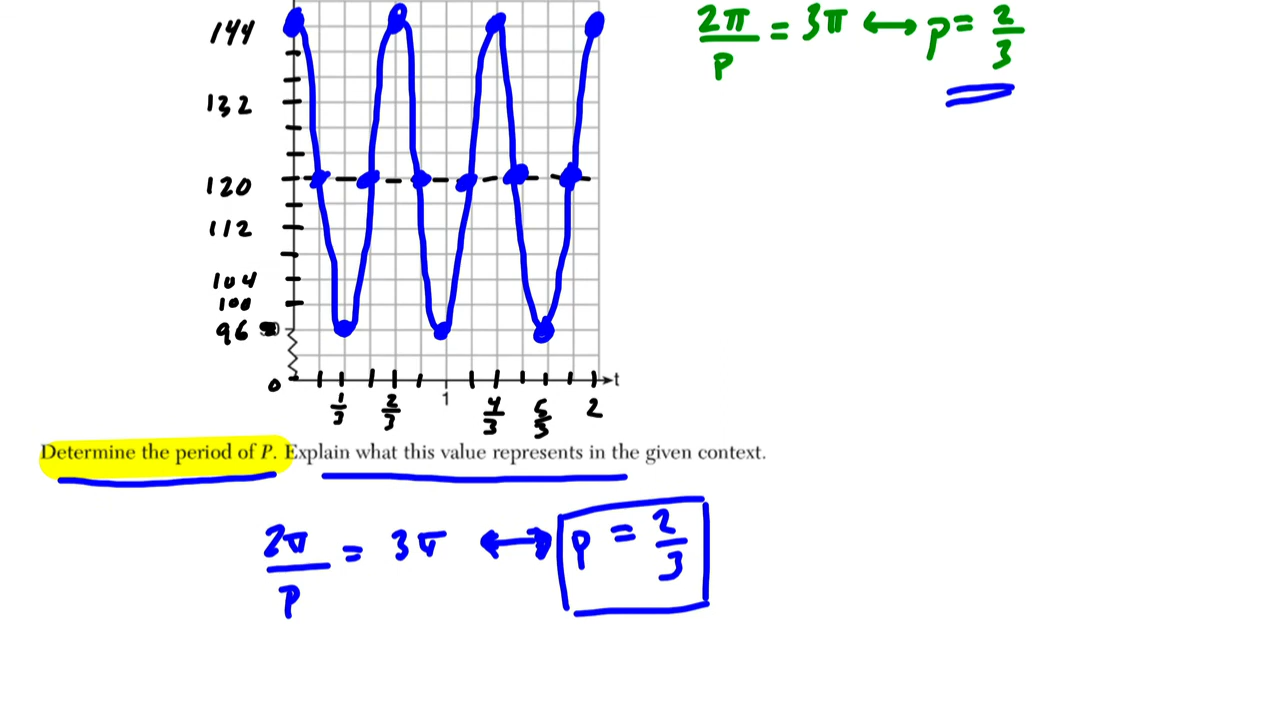 144
2π/p = 3π ↔ p = 2/3
132
120
112
104
100
96
0
t
1/3 2/3 1 4/3 5/3 2
Determine the period of P. Explain what this value represents in the given context.
2π/p = 3π ↔ p = 2/3